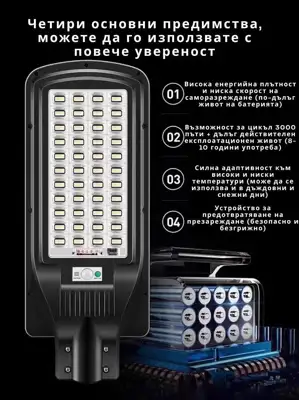 Четири основни предимства,
можете да го използвате с
повече увереност
01
Висока енергийна плътност
и ниска скорост на
саморазреждане (по-дълъг
живот на батерията)
02
Възможност за цикъл 3000
пъти + дълъг действителен
експлоатационен живот (8-
10 години употреба)
03
Силна адаптивност към
високи и ниски
температури (може да се
използва и в дъждовни и
снежни дни)
04
Устройство за
предотвратяване на
презареждане (безопасно и
безгрижно)